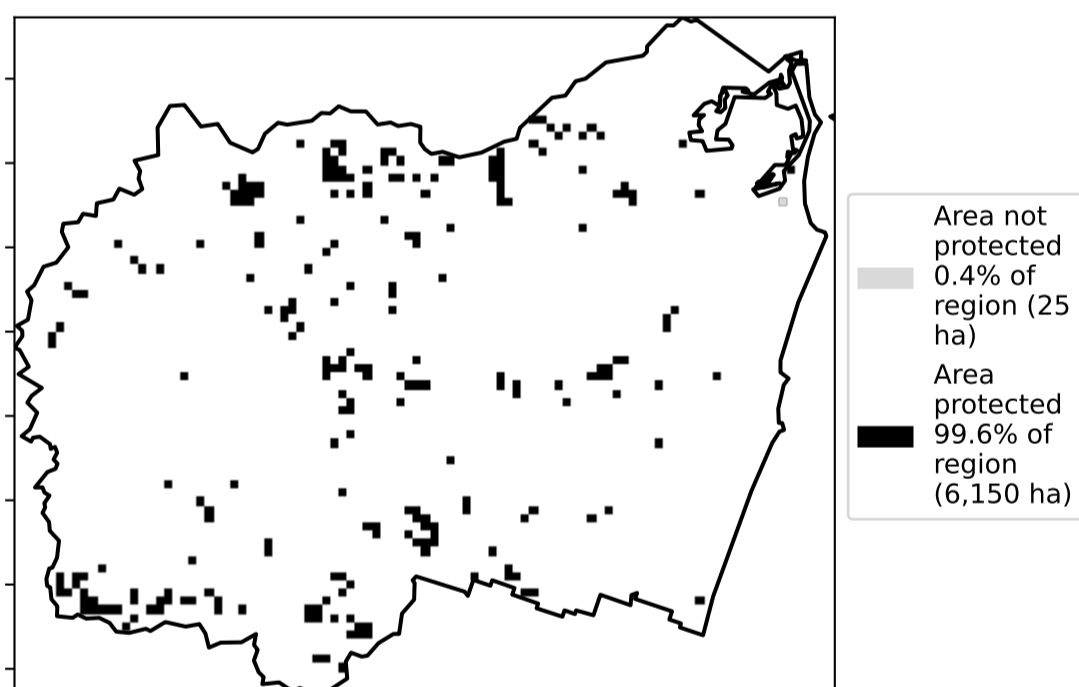 Area not
protected
0.4% of
region (25
ha)
Area
protected
99.6% of
region
(6,150 ha)